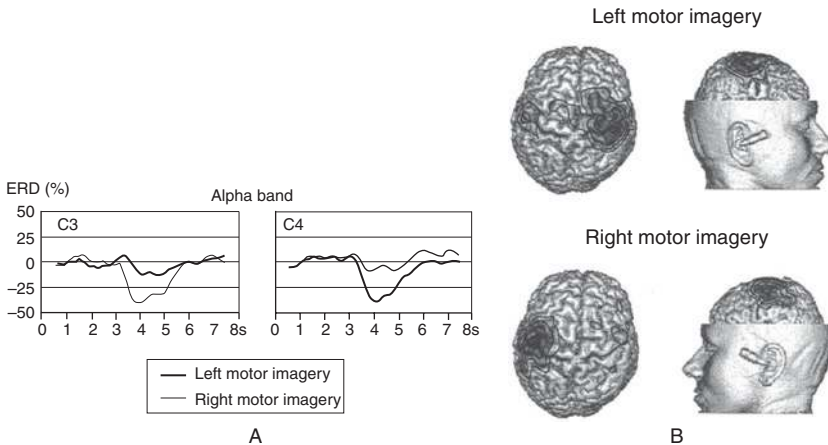 Left motor imagery
ERD (%)
Alpha band
50
25
0
−25
−50
C3
C4
0 1 2 3 4 5 6 7 8s
0 1 2 3 4 5 6 7 8s
Left motor imagery
Right motor imagery
A
Right motor imagery
B